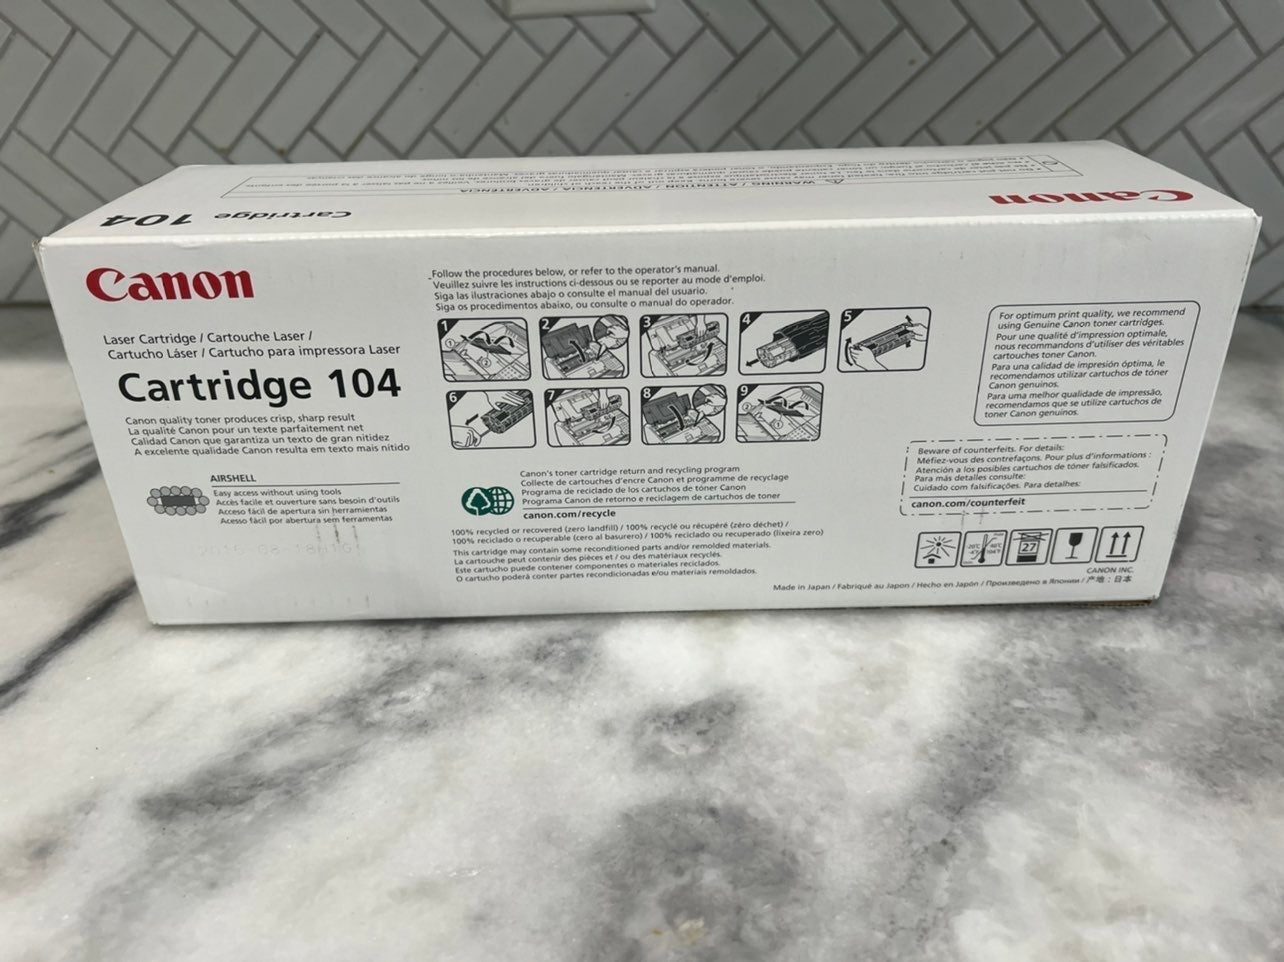 Cartridge 104
WARNING / ATTENTION / ADVERTENCIA / ADVERTÊNCIA
Canon
Canon
Laser Cartridge / Cartouche Laser /
Cartucho Láser / Cartucho para impressora Laser
Cartridge 104
Canon quality toner produces crisp, sharp result
La qualité Canon pour un texte parfaitement net
Calidad Canon que garantiza un texto de gran nitidez
A excelente qualidade Canon resulta em texto mais nítido
AIRSHELL
Easy access without using tools
Accès facile et ouverture sans besoin d'outils
Acceso fácil de apertura sin herramientas
Acesso fácil por abertura sem ferramentas
Follow the procedures below, or refer to the operator's manual.
Veuillez suivre les instructions ci-dessous ou se reporter au mode d'emploi.
Siga las ilustraciones abajo o consulte el manual del usuario.
Siga os procedimentos abaixo, ou consulte o manual do operador.
1 2 3 4 5
6 7 8 9
Canon's toner cartridge return and recycling program
Collecte de cartouches d'encre Canon et programme de recyclage
Programa de reciclado de los cartuchos de tóner Canon
Programa Canon de retorno e reciclagem de cartuchos de toner
canon.com/recycle
100% recycled or recovered (zero landfill) / 100% recyclé ou récupéré (zéro déchet) /
100% reciclado o recuperable (cero al basurero) / 100% reciclado ou recuperado (lixeira zero)
This cartridge may contain some reconditioned parts and/or remolded materials.
La cartouche peut contenir des pièces et / ou des matériaux recyclés.
Este cartucho puede contener componentes o materiales reciclados.
O cartucho poderá conter partes recondicionadas e/ou materiais remoldados.
For optimum print quality, we recommend
using Genuine Canon toner cartridges.
Pour une qualité d'impression optimale,
nous recommandons d'utiliser des véritables
cartouches toner Canon.
Para una calidad de impresión óptima, le
recomendamos utilizar cartuchos de tóner
Canon genuinos.
Para uma melhor qualidade de impressão,
recomendamos que se utilize cartuchos de
toner Canon genuínos.
Beware of counterfeits. For details:
Méfiez-vous des contrefaçons. Pour plus d'informations :
Atención a los posibles cartuchos de tóner falsificados.
Para más detalles consulte:
Cuidado com falsificações. Para detalhes:
canon.com/counterfeit
27
CANON INC.
Made in Japan / Fabriqué au Japon / Hecho en Japón / Произведено в Японии / 产地：日本